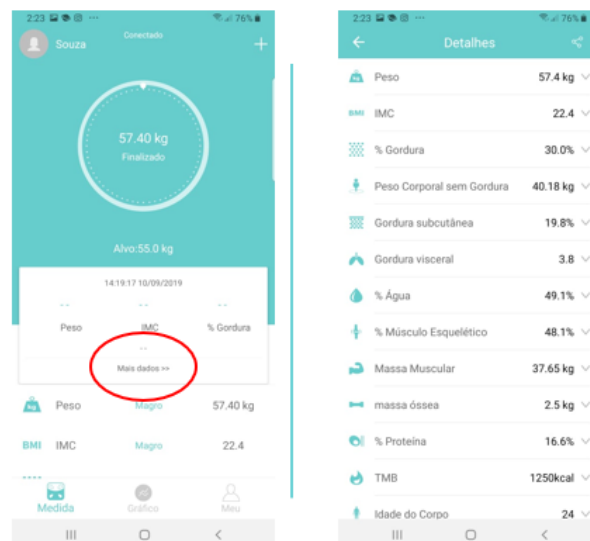 2:23 76%
Conectado
Souza
+
57.40 kg
Finalizado
Alvo:55.0 kg
14:19:17 10/09/2019
-- -- --
Peso IMC % Gordura
--
Mais dados >>
Kg Peso Magro 57.40 kg
BMI IMC Magro 22.4
Medida Gráfico Meu
2:23 76%
Detalhes
Kg Peso 57.4 kg
BMI IMC 22.4
% Gordura 30.0%
Peso Corporal sem Gordura 40.18 kg
Gordura subcutânea 19.8%
Gordura visceral 3.8
% Água 49.1%
% Músculo Esquelético 48.1%
Massa Muscular 37.65 kg
massa óssea 2.5 kg
% Proteína 16.6%
TMB 1250kcal
Idade do Corpo 24